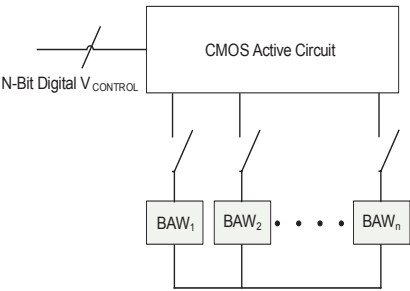 CMOS Active Circuit
N-Bit Digital V CONTROL
BAW1 BAW2 BAWn